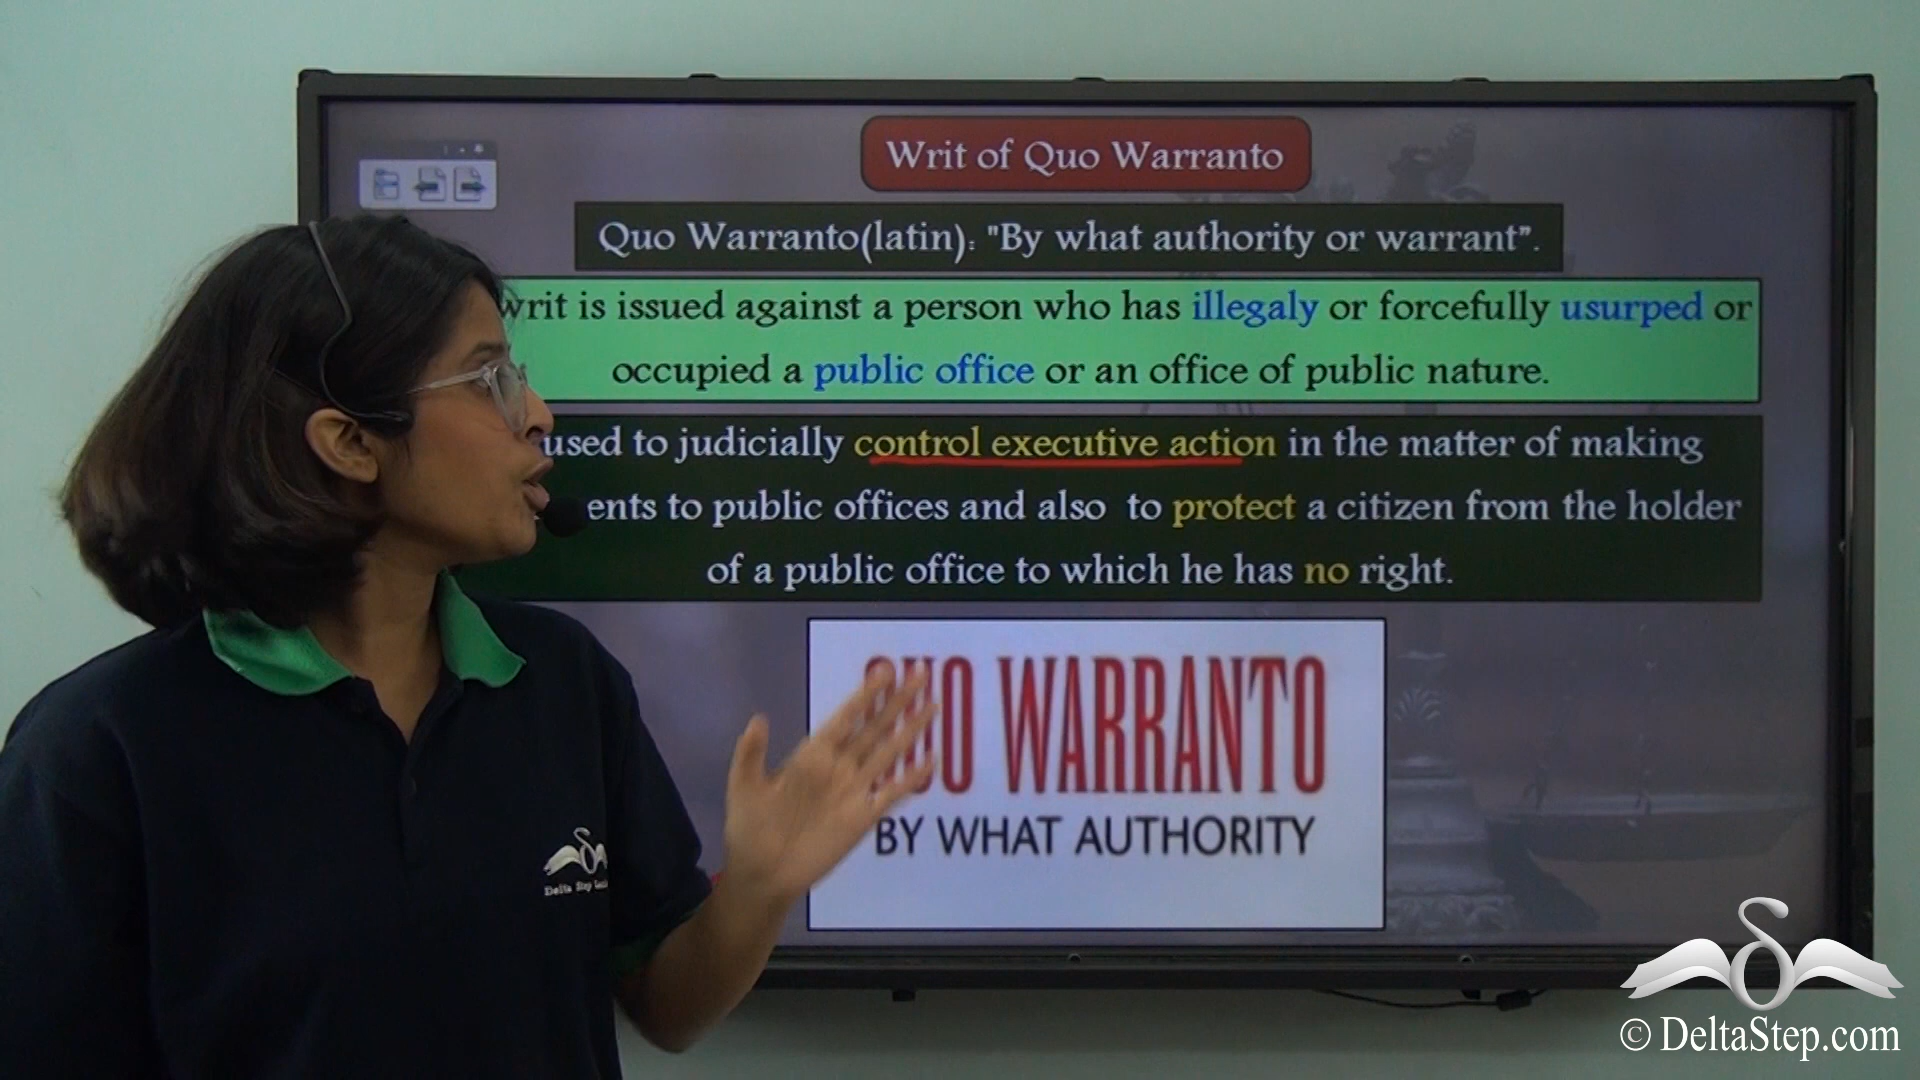 Writ of Quo Warranto
Quo Warranto(latin): "By what authority or warrant".
writ is issued against a person who has illegaly or forcefully usurped or
occupied a public office or an office of public nature.
used to judicially control executive action in the matter of making
ents to public offices and also to protect a citizen from the holder
of a public office to which he has no right.
QUO WARRANTO
BY WHAT AUTHORITY
Delta Step
© DeltaStep.com